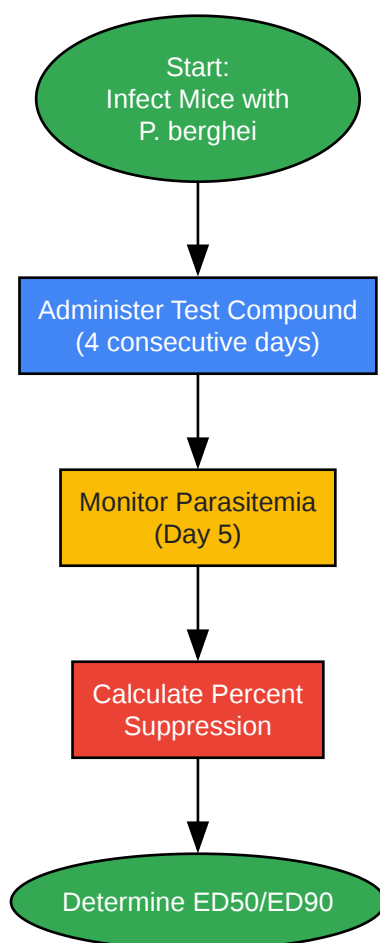 Start:
Infect Mice with
P. berghei
Administer Test Compound
(4 consecutive days)
Monitor Parasitemia
(Day 5)
Calculate Percent
Suppression
Determine ED50/ED90